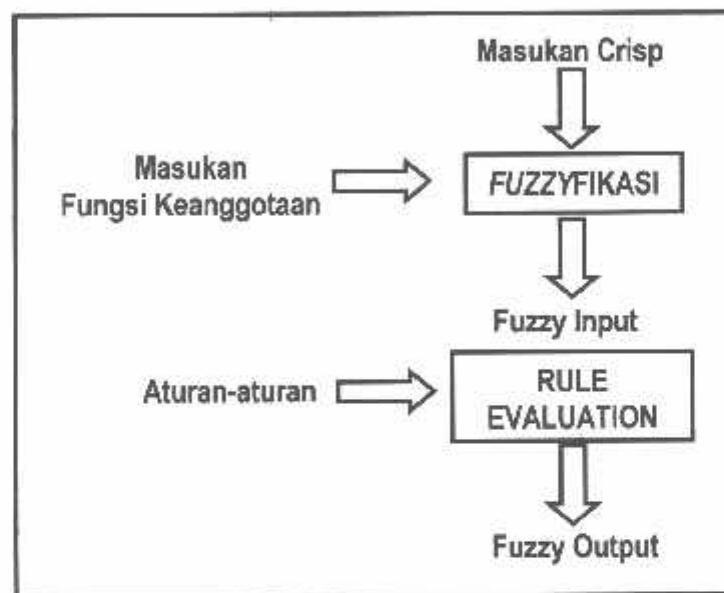 Masukan Crisp
Masukan
Fungsi Keanggotaan
FUZZYFIKASI
Fuzzy Input
Aturan-aturan
RULE
EVALUATION
Fuzzy Output